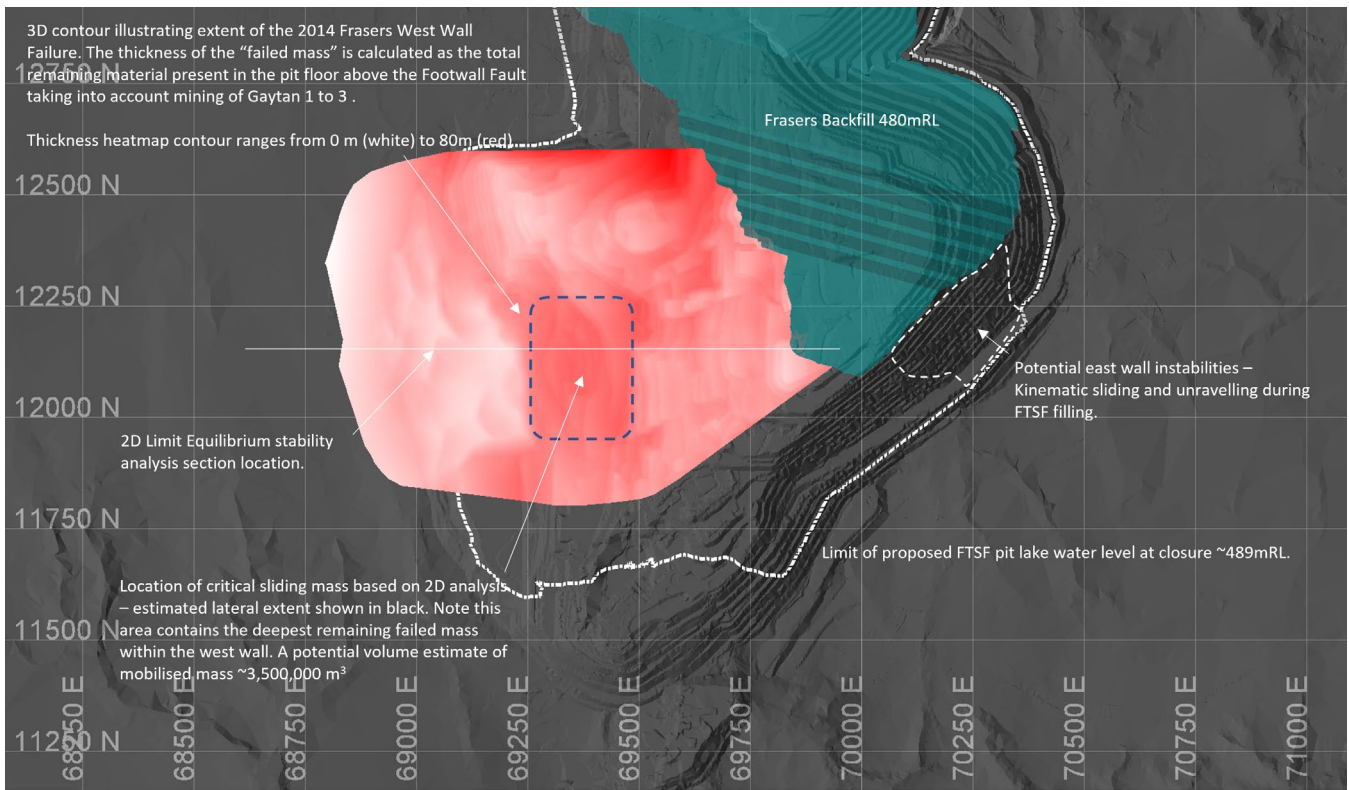 3D contour illustrating extent of the 2014 Frasers West Wall
Failure. The thickness of the “failed mass” is calculated as the total
remaining material present in the pit floor above the Footwall Fault
taking into account mining of Gaytan 1 to 3 .
Thickness heatmap contour ranges from 0 m (white) to 80m (red)
Frasers Backfill 480mRL
12750 N
12500 N
12250 N
12000 N
11750 N
11500 N
11250 N
Potential east wall instabilities –
Kinematic sliding and unravelling during
FTSF filling.
2D Limit Equilibrium stability
analysis section location.
Limit of proposed FTSF pit lake water level at closure ~489mRL.
Location of critical sliding mass based on 2D analysis
– estimated lateral extent shown in black. Note this
area contains the deepest remaining failed mass
within the west wall. A potential volume estimate of
mobilised mass ~3,500,000 m³
68250 E
68500 E
68750 E
69000 E
69250 E
69500 E
69750 E
70000 E
70250 E
70500 E
70750 E
71000 E